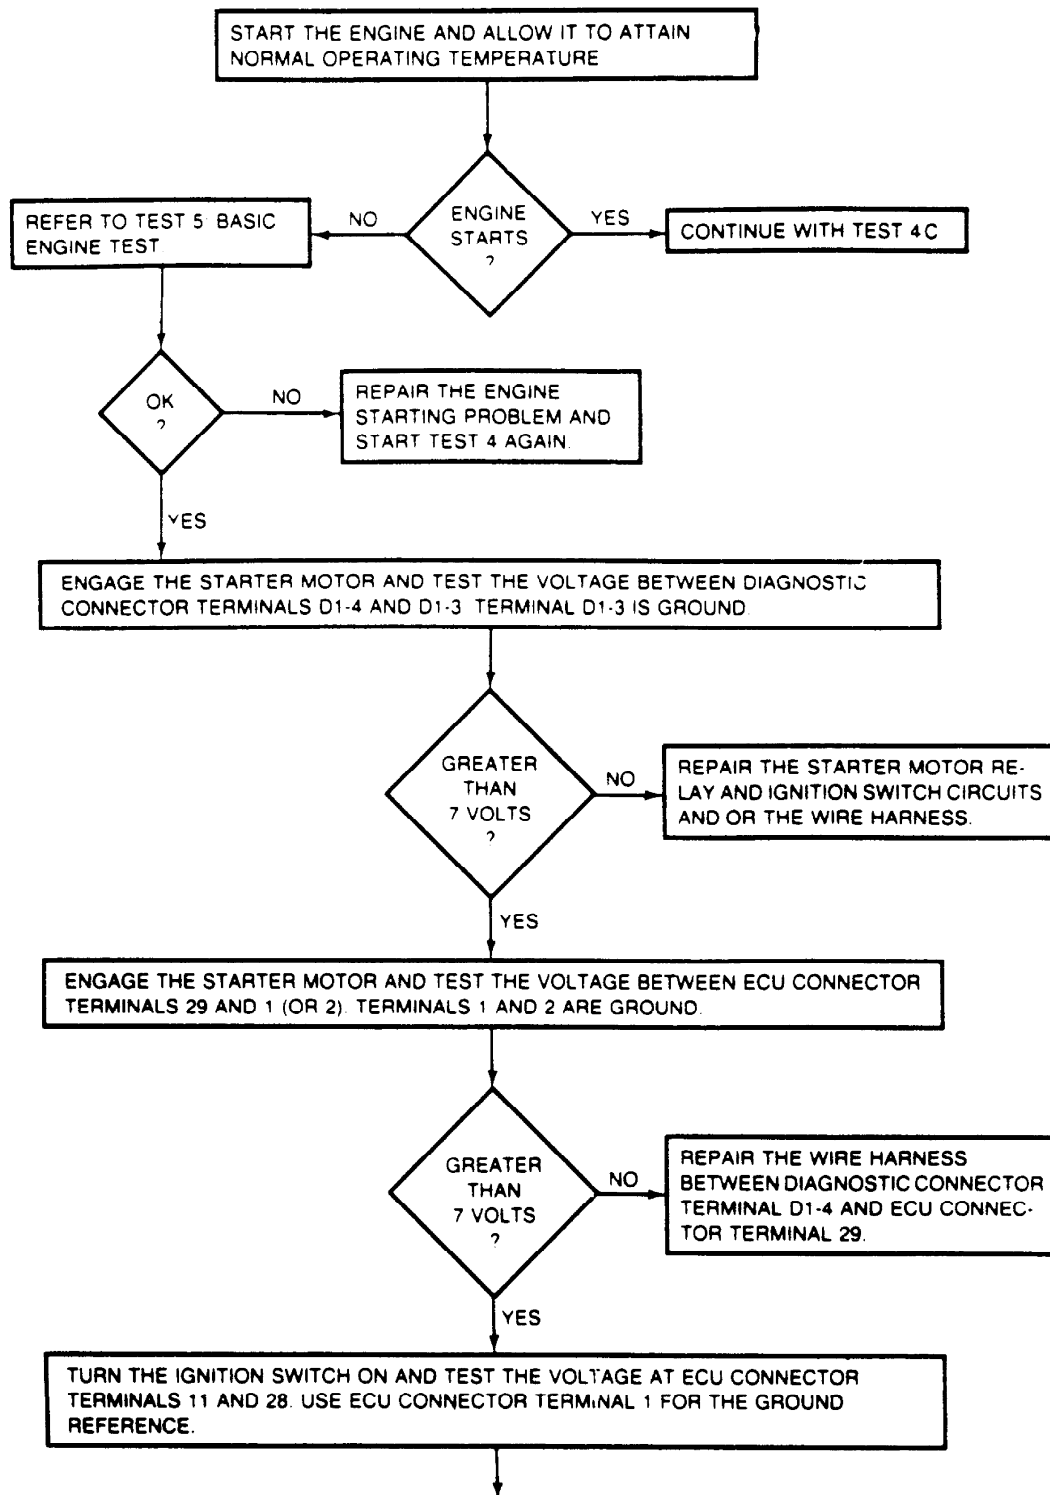 START THE ENGINE AND ALLOW IT TO ATTAIN
NORMAL OPERATING TEMPERATURE
ENGINE
STARTS
?
NO
YES
REFER TO TEST 5 BASIC
ENGINE TEST
CONTINUE WITH TEST 4C
OK
?
NO
REPAIR THE ENGINE
STARTING PROBLEM AND
START TEST 4 AGAIN.
YES
ENGAGE THE STARTER MOTOR AND TEST THE VOLTAGE BETWEEN DIAGNOSTIC
CONNECTOR TERMINALS D1-4 AND D1-3. TERMINAL D1-3 IS GROUND.
GREATER
THAN
7 VOLTS
?
NO
REPAIR THE STARTER MOTOR RE-
LAY AND IGNITION SWITCH CIRCUITS
AND OR THE WIRE HARNESS.
YES
ENGAGE THE STARTER MOTOR AND TEST THE VOLTAGE BETWEEN ECU CONNECTOR
TERMINALS 29 AND 1 (OR 2). TERMINALS 1 AND 2 ARE GROUND.
GREATER
THAN
7 VOLTS
?
NO
REPAIR THE WIRE HARNESS
BETWEEN DIAGNOSTIC CONNECTOR
TERMINAL D1-4 AND ECU CONNEC-
TOR TERMINAL 29.
YES
TURN THE IGNITION SWITCH ON AND TEST THE VOLTAGE AT ECU CONNECTOR
TERMINALS 11 AND 28. USE ECU CONNECTOR TERMINAL 1 FOR THE GROUND
REFERENCE.